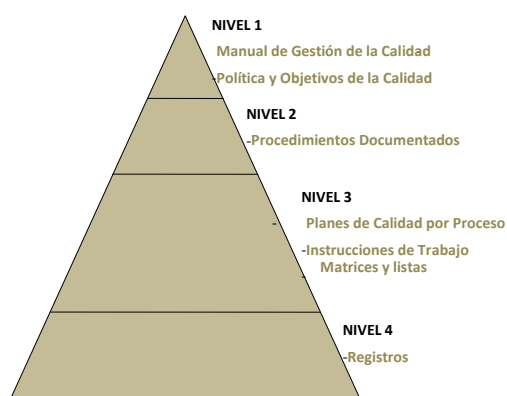 NIVEL 1
Manual de Gestión de la Calidad
-Política y Objetivos de la Calidad
NIVEL 2
-Procedimientos Documentados
NIVEL 3
- Planes de Calidad por Proceso
-Instrucciones de Trabajo
- Matrices y listas
NIVEL 4
-Registros